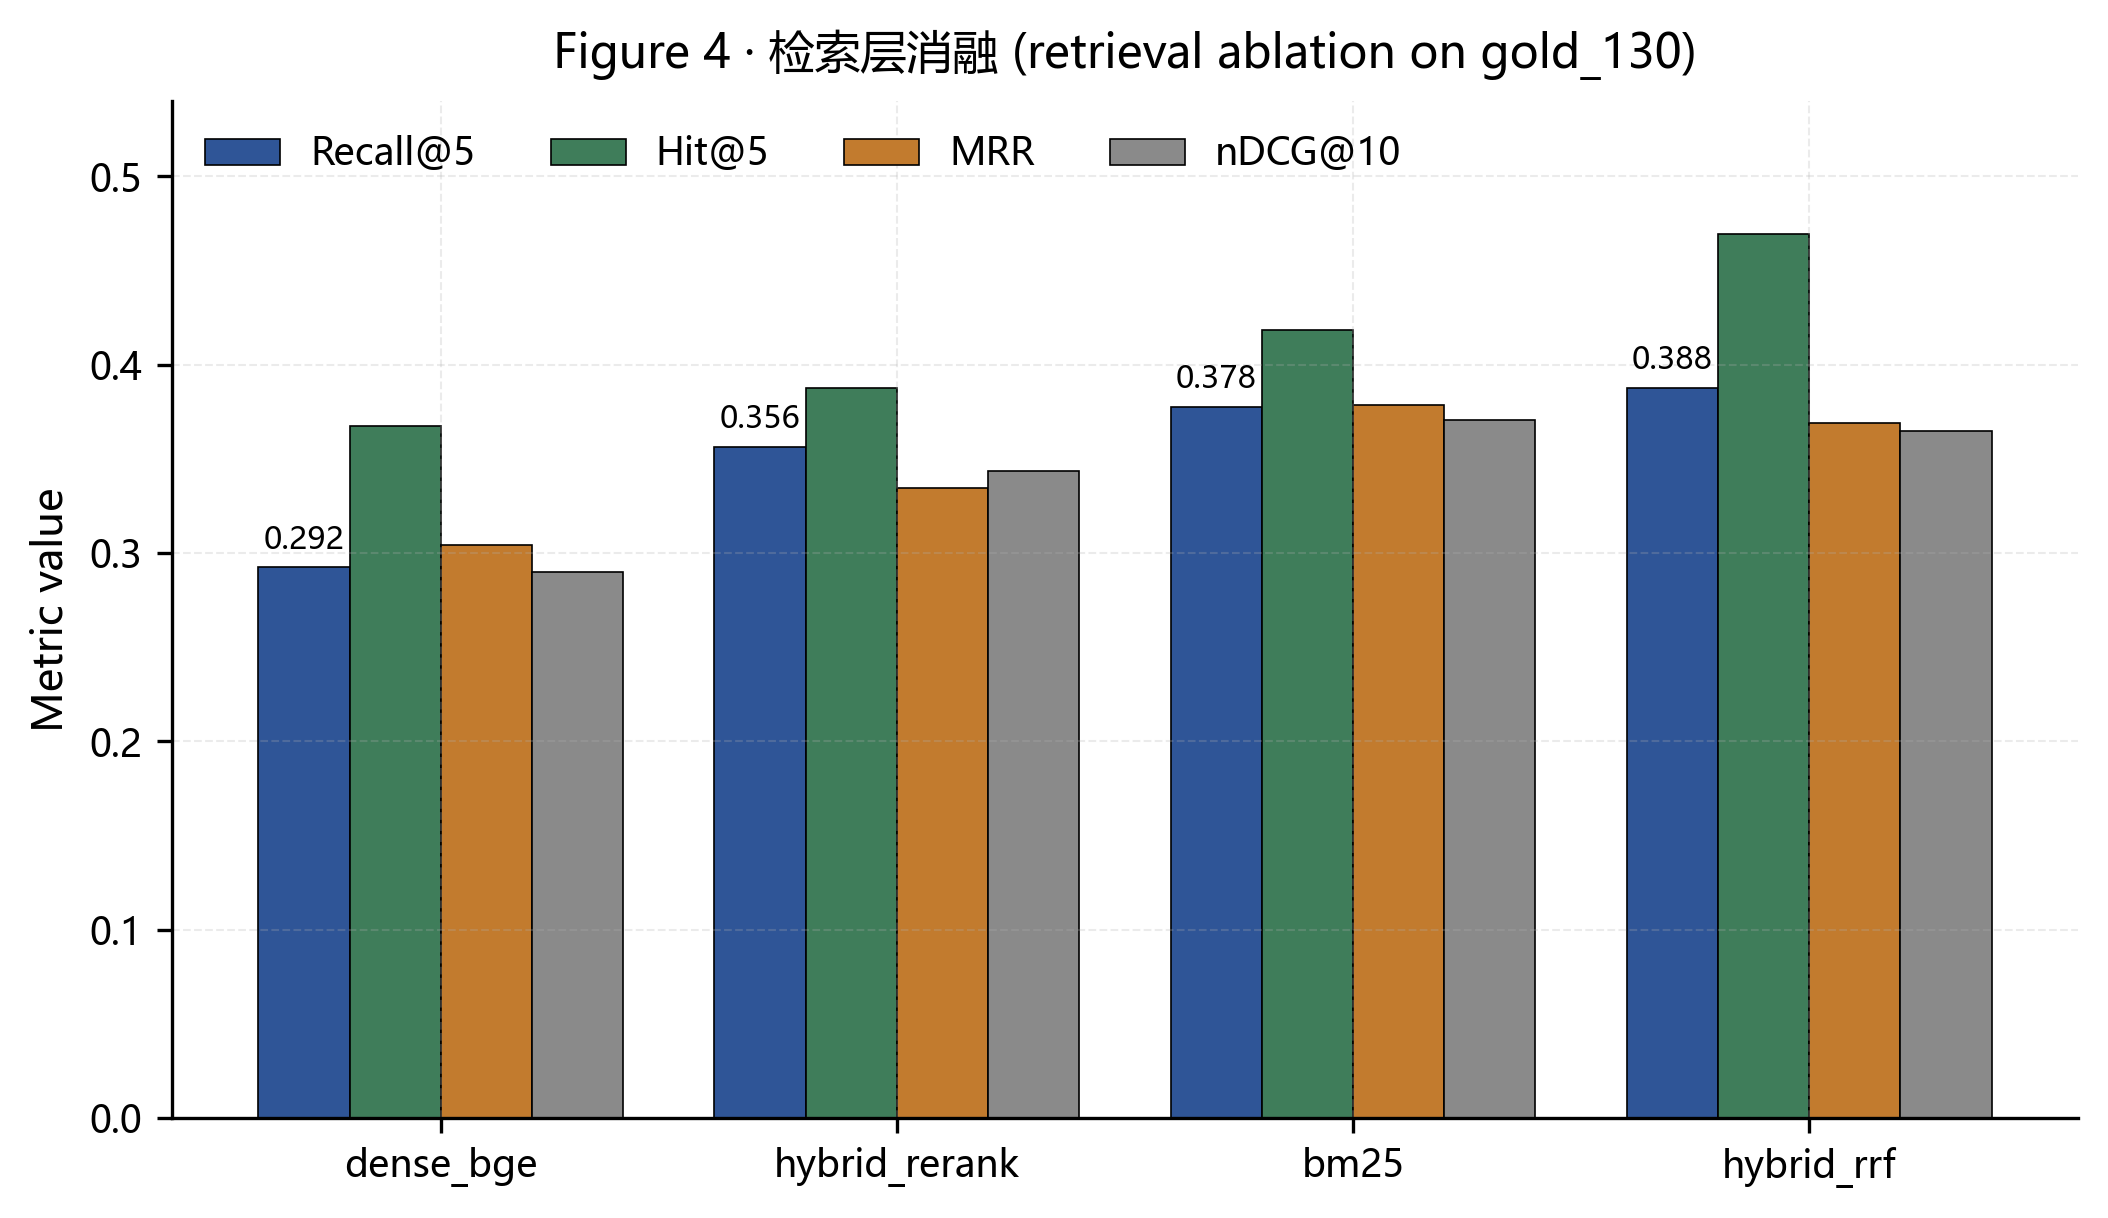 Figure 4 · 检索层消融 (retrieval ablation on gold_130)
Recall@5 Hit@5 MRR nDCG@10
Metric value
0.5
0.4
0.3
0.2
0.1
0.0
0.292
0.356
0.378
0.388
dense_bge hybrid_rerank bm25 hybrid_rrf